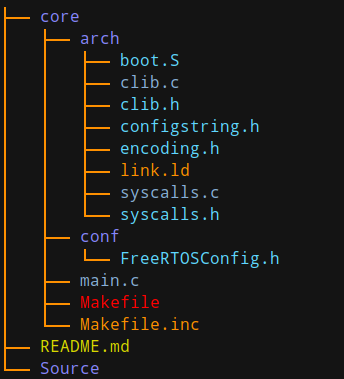 core
arch
boot.S
clib.c
clib.h
configstring.h
encoding.h
link.ld
syscalls.c
syscalls.h
conf
FreeRTOSConfig.h
main.c
Makefile
Makefile.inc
README.md
Source